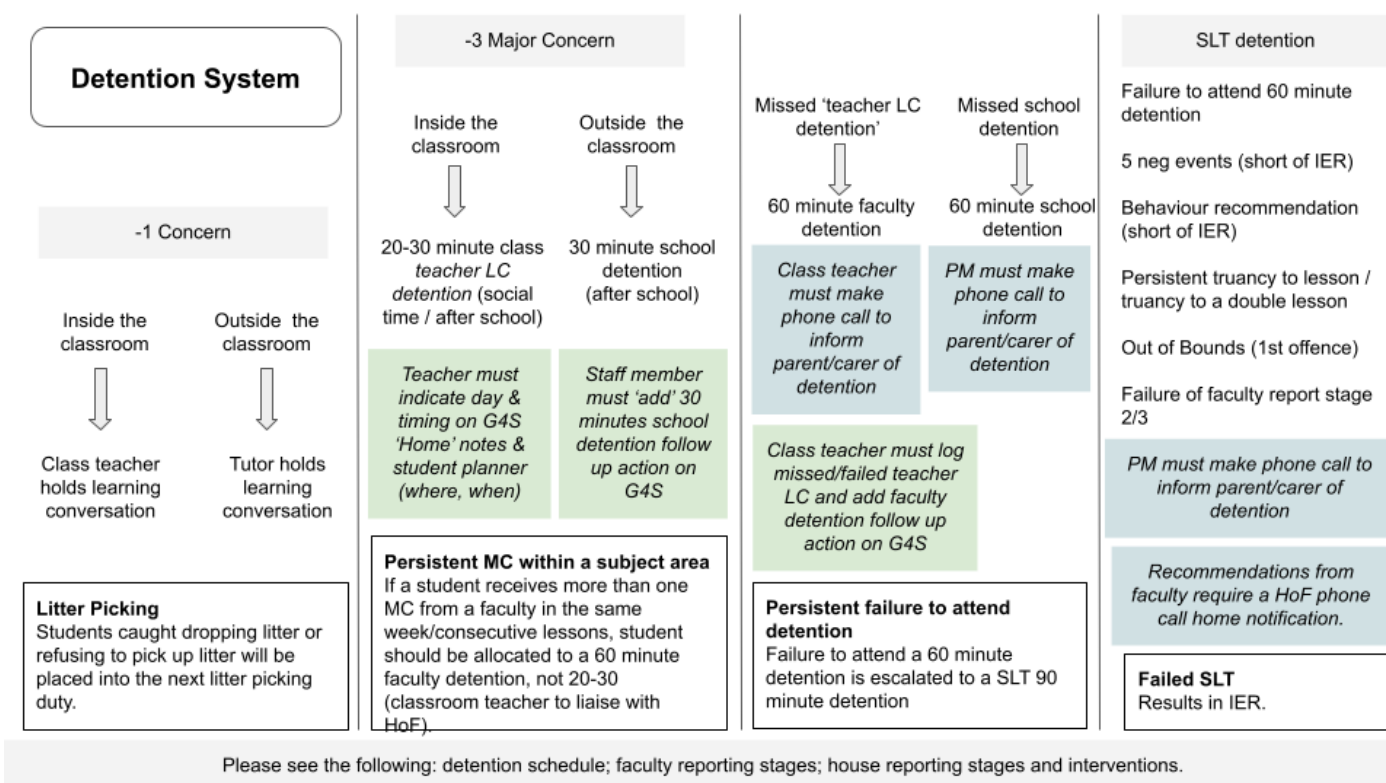 Detention System
-1 Concern
Inside the
classroom
Class teacher
holds learning
conversation
Outside the
classroom
Tutor holds
learning
conversation
Litter Picking
Students caught dropping litter or
refusing to pick up litter will be
placed into the next litter picking
duty.
-3 Major Concern
Inside the
classroom
20-30 minute class
teacher LC
detention (social
time / after school)
Teacher must
indicate day &
timing on G4S
‘Home’ notes &
student planner
(where, when)
Outside the
classroom
30 minute school
detention
(after school)
Staff member
must ‘add’ 30
minutes school
detention follow
up action on
G4S
Persistent MC within a subject area
If a student receives more than one
MC from a faculty in the same
week/consecutive lessons, student
should be allocated to a 60 minute
faculty detention, not 20-30
(classroom teacher to liaise with
HoF).
Missed ‘teacher LC
detention’
60 minute faculty
detention
Class teacher
must make
phone call to
inform
parent/carer of
detention
Missed school
detention
60 minute school
detention
PM must make
phone call to
inform
parent/carer of
detention
Class teacher must log
missed/failed teacher
LC and add faculty
detention follow up
action on G4S
Persistent failure to attend
detention
Failure to attend a 60 minute
detention is escalated to a SLT 90
minute detention
SLT detention
Failure to attend 60 minute
detention
5 neg events (short of IER)
Behaviour recommendation
(short of IER)
Persistent truancy to lesson /
truancy to a double lesson
Out of Bounds (1st offence)
Failure of faculty report stage
2/3
PM must make phone call to
inform parent/carer of
detention
Recommendations from
faculty require a HoF phone
call home notification.
Failed SLT
Results in IER.
Please see the following: detention schedule; faculty reporting stages; house reporting stages and interventions.